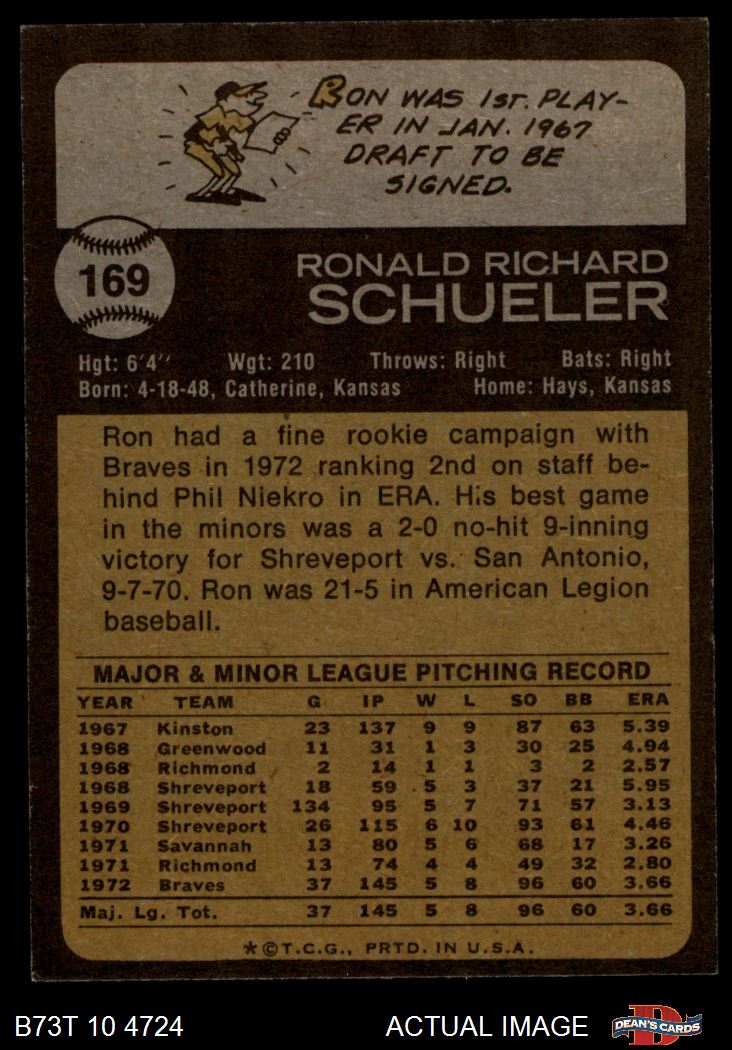 RON WAS 1ST. PLAY-
ER IN JAN. 1967
DRAFT TO BE
SIGNED.
169
RONALD RICHARD
SCHUELER
Hgt: 6'4" Wgt: 210 Throws: Right Bats: Right
Born: 4-18-48, Catherine, Kansas Home: Hays, Kansas
Ron had a fine rookie campaign with
Braves in 1972 ranking 2nd on staff be-
hind Phil Niekro in ERA. His best game
in the minors was a 2-0 no-hit 9-inning
victory for Shreveport vs. San Antonio,
9-7-70. Ron was 21-5 in American Legion
baseball.
MAJOR & MINOR LEAGUE PITCHING RECORD
YEAR TEAM G IP W L SO BB ERA
1967 Kinston 23 137 9 9 87 63 5.39
1968 Greenwood 11 31 1 3 30 25 4.94
1968 Richmond 2 14 1 1 3 2 2.57
1968 Shreveport 18 59 5 3 37 21 5.95
1969 Shreveport 134 95 5 7 71 57 3.13
1970 Shreveport 26 115 6 10 93 61 4.46
1971 Savannah 13 80 5 6 68 17 3.26
1971 Richmond 13 74 4 4 49 32 2.80
1972 Braves 37 145 5 8 96 60 3.66
Maj. Lg. Tot. 37 145 5 8 96 60 3.66
*©T.C.G., PRTD. IN U.S.A.
B73T 10 4724 ACTUAL IMAGE D DEAN'S CARDS